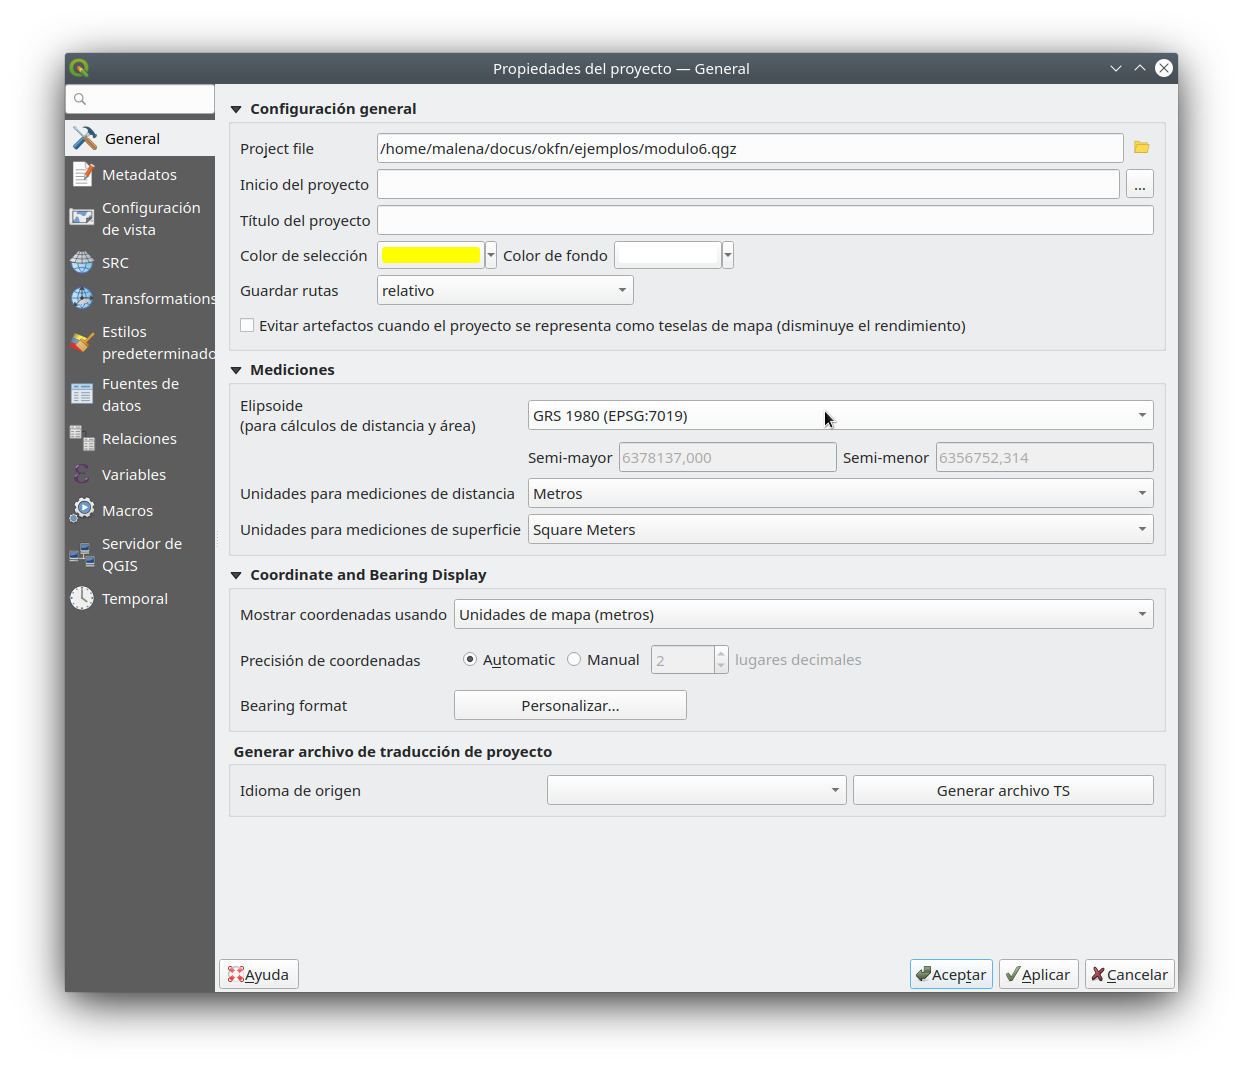 Propiedades del proyecto — General
General
Metadatos
Configuración
de vista
SRC
Transformations
Estilos
predeterminado
Fuentes de
datos
Relaciones
Variables
Macros
Servidor de
QGIS
Temporal
Configuración general
Project file /home/malena/docus/okfn/ejemplos/modulo6.qgz
Inicio del proyecto ...
Título del proyecto
Color de selección Color de fondo
Guardar rutas relativo
Evitar artefactos cuando el proyecto se representa como teselas de mapa (disminuye el rendimiento)
Mediciones
Elipsoide
(para cálculos de distancia y área) GRS 1980 (EPSG:7019)
Semi-mayor 6378137,000 Semi-menor 6356752,314
Unidades para mediciones de distancia Metros
Unidades para mediciones de superficie Square Meters
Coordinate and Bearing Display
Mostrar coordenadas usando Unidades de mapa (metros)
Precisión de coordenadas Automatic Manual 2 lugares decimales
Bearing format Personalizar...
Generar archivo de traducción de proyecto
Idioma de origen Generar archivo TS
Ayuda Aceptar Aplicar Cancelar